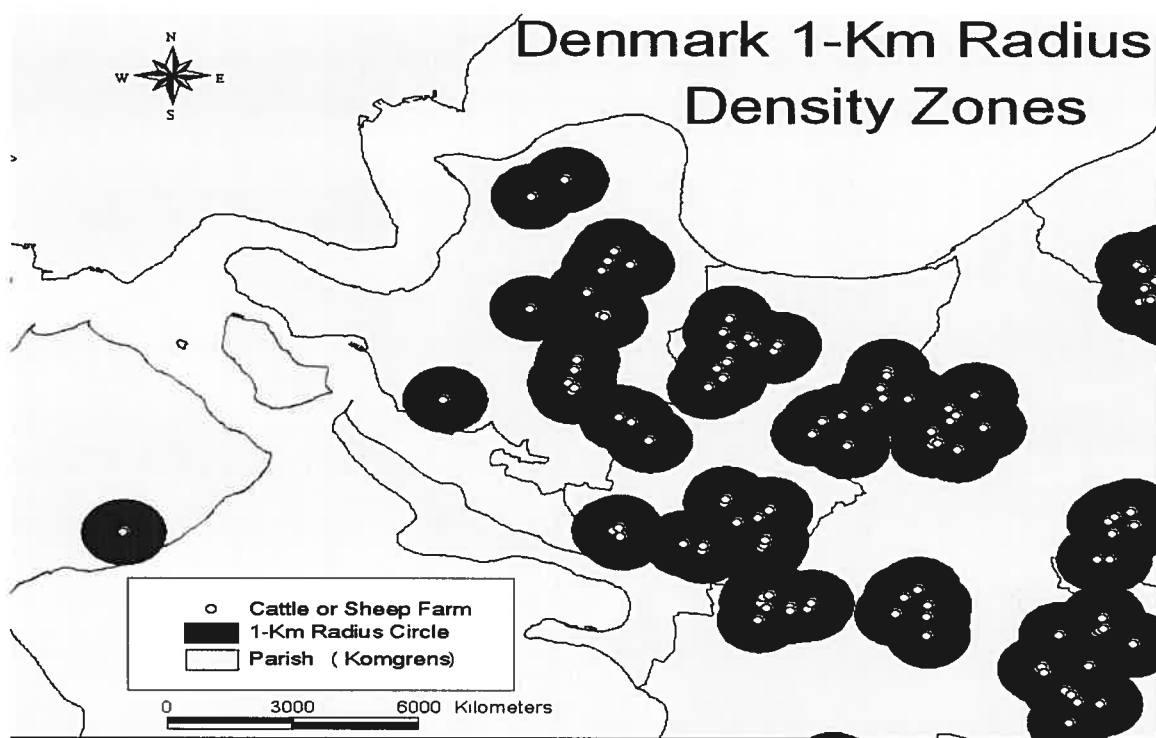 Denmark 1-Km Radius
Density Zones
N
W E
S
Cattle or Sheep Farm
1-Km Radius Circle
Parish ( Komgrens)
0 3000 6000 Kilometers